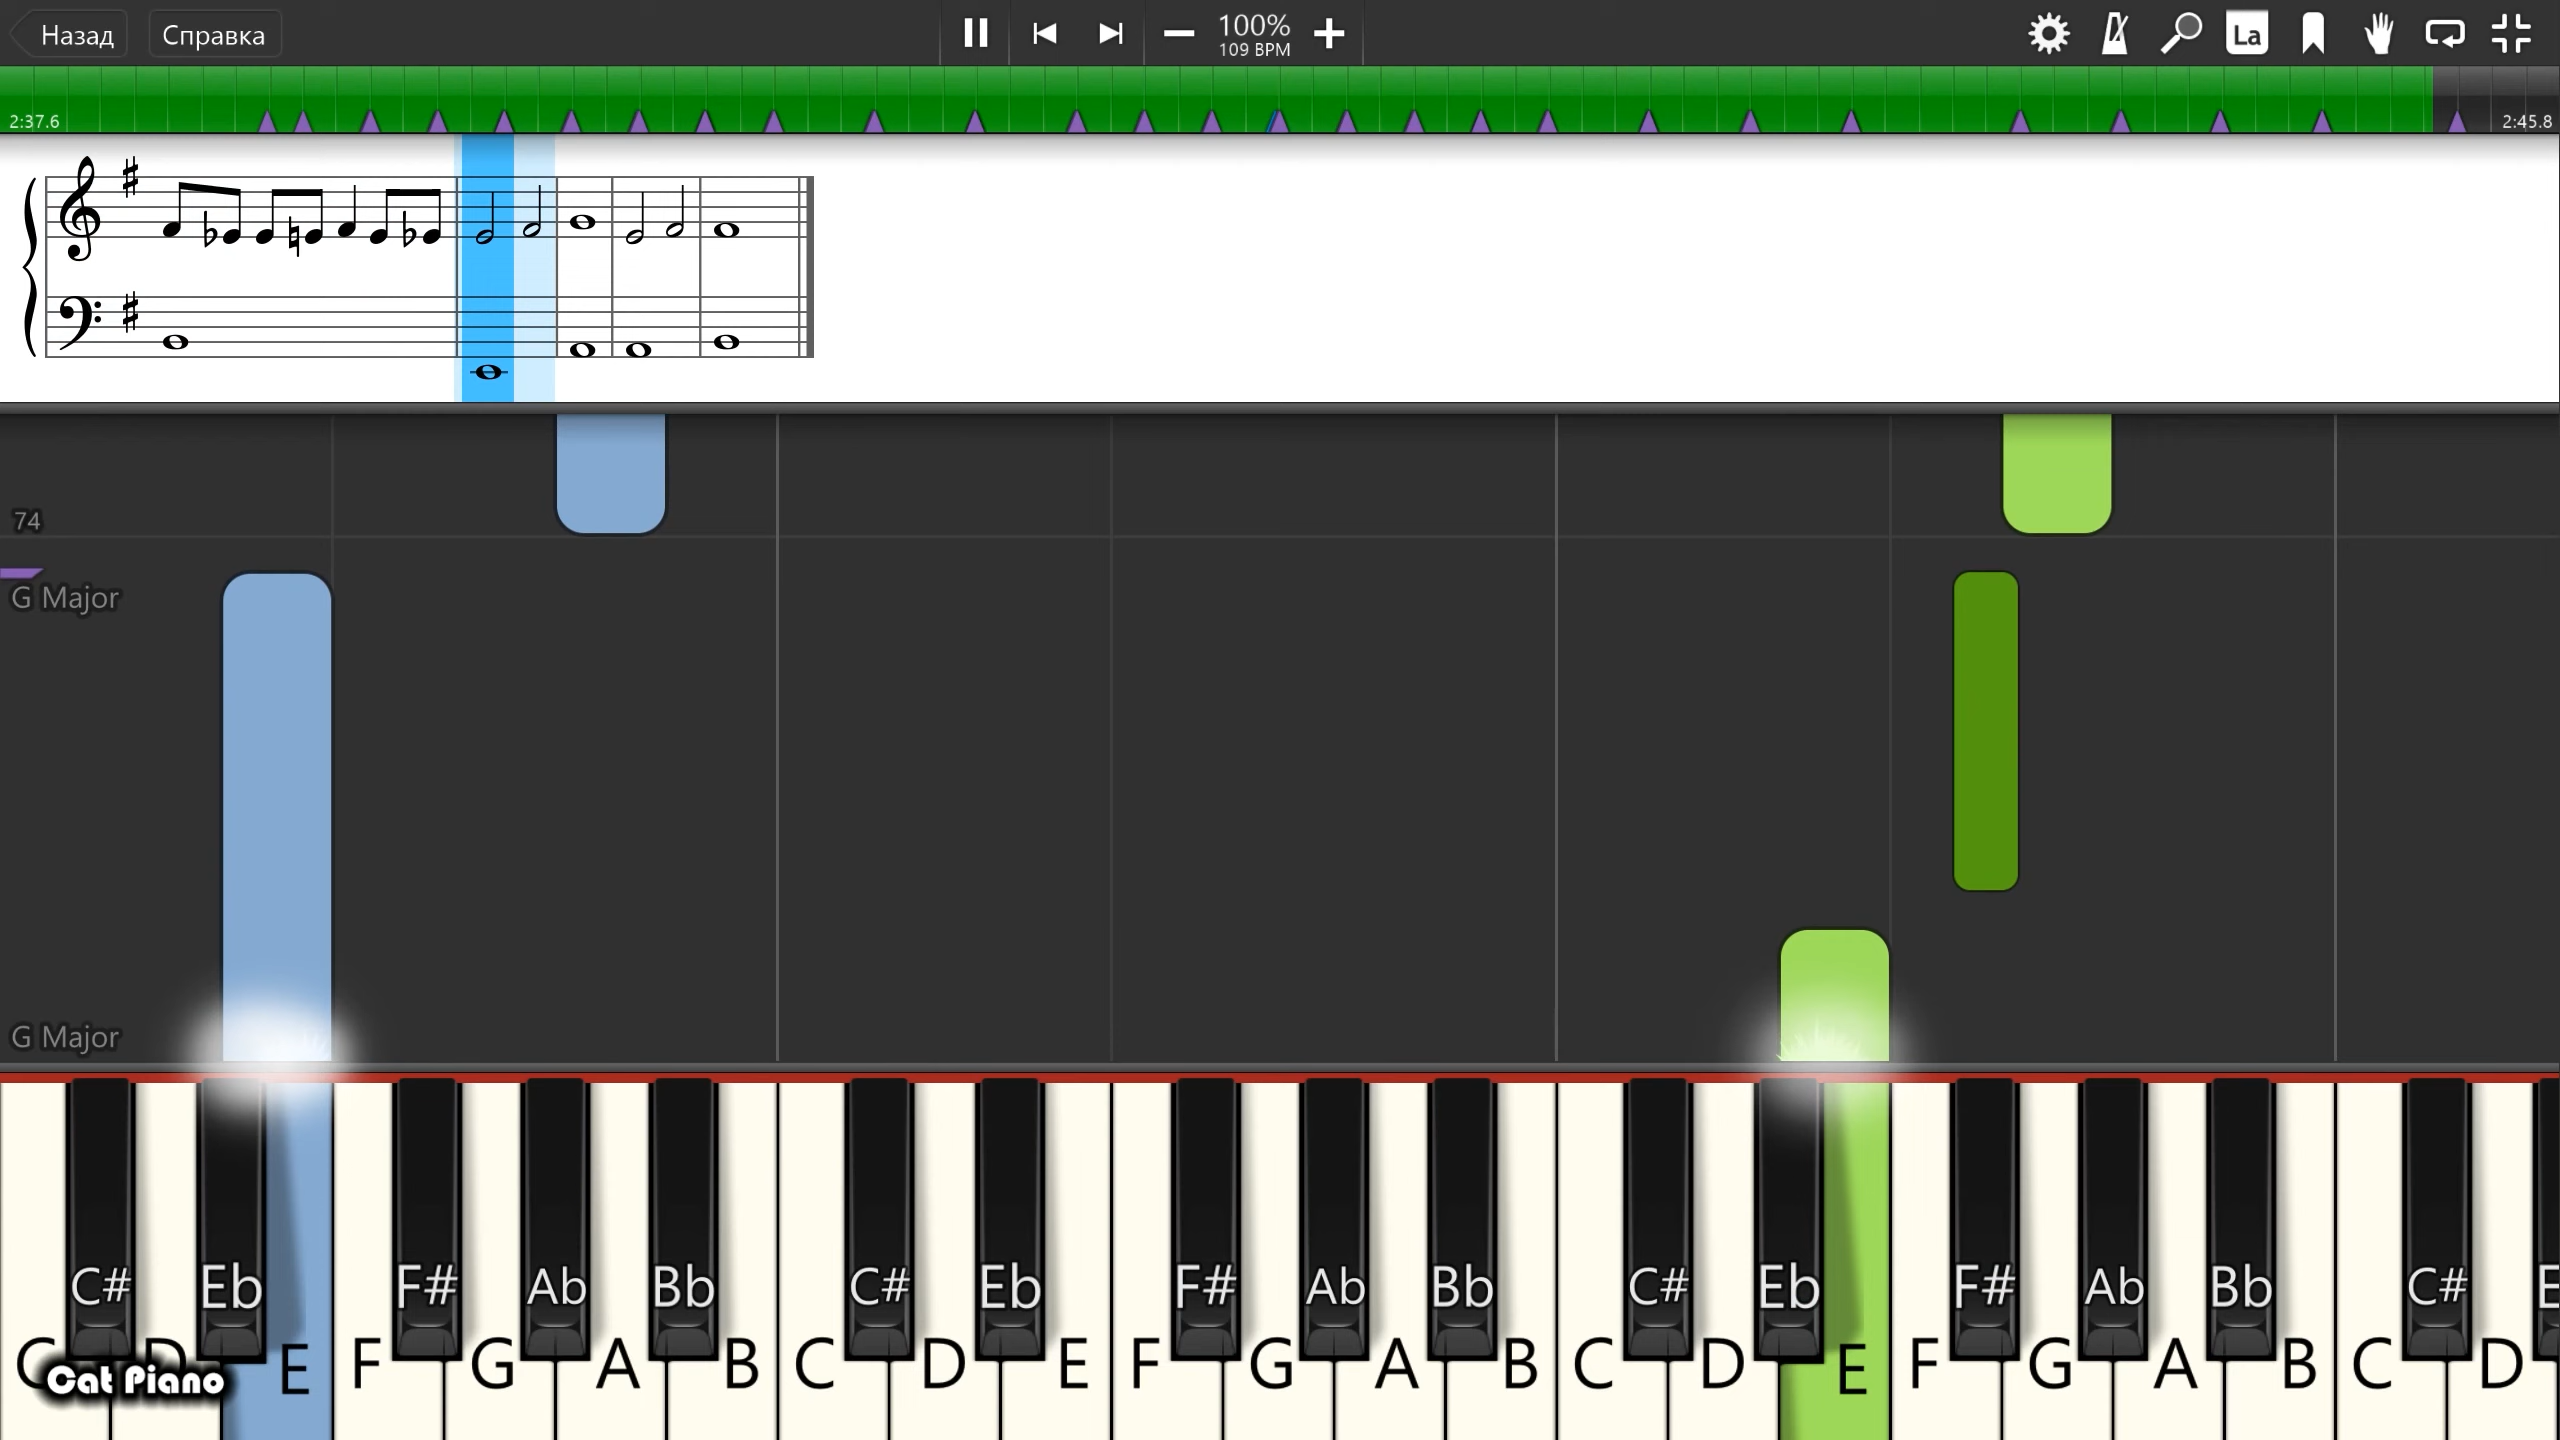 Назад Справка 100% La
109 BPM
2:37.6 2:45.8
74
G Major
G Major
C# Eb F# Ab Bb C# Eb F# Ab Bb C# Eb F# Ab Bb C# E
C D E F G A B C D E F G A B C D E F G A B C D
Cat Piano